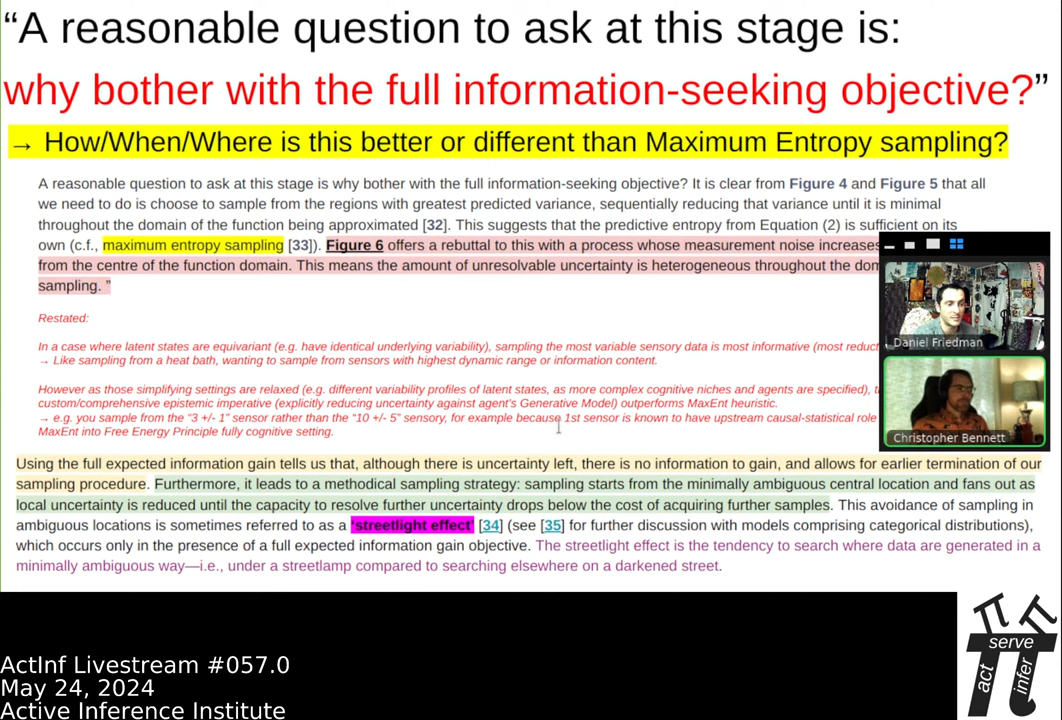 “A reasonable question to ask at this stage is:
why bother with the full information-seeking objective?”
→ How/When/Where is this better or different than Maximum Entropy sampling?
A reasonable question to ask at this stage is why bother with the full information-seeking objective? It is clear from Figure 4 and Figure 5 that all
we need to do is choose to sample from the regions with greatest predicted variance, sequentially reducing that variance until it is minimal
throughout the domain of the function being approximated [32]. This suggests that the predictive entropy from Equation (2) is sufficient on its
own (c.f., maximum entropy sampling [33]). Figure 6 offers a rebuttal to this with a process whose measurement noise increases
from the centre of the function domain. This means the amount of unresolvable uncertainty is heterogeneous throughout the dom
sampling. ”
Restated:
In a case where latent states are equivariant (e.g. have identical underlying variability), sampling the most variable sensory data is most informative (most reduct
→ Like sampling from a heat bath, wanting to sample from sensors with highest dynamic range or information content.
However as those simplifying settings are relaxed (e.g. different variability profiles of latent states, as more complex cognitive niches and agents are specified), t
custom/comprehensive epistemic imperative (explicitly reducing uncertainty against agent's Generative Model) outperforms MaxEnt heuristic.
→ e.g. you sample from the “3 +/- 1” sensor rather than the “10 +/- 5” sensory, for example because 1st sensor is known to have upstream causal-statistical role
MaxEnt into Free Energy Principle fully cognitive setting.
Daniel Friedman
Christopher Bennett
Using the full expected information gain tells us that, although there is uncertainty left, there is no information to gain, and allows for earlier termination of our
sampling procedure. Furthermore, it leads to a methodical sampling strategy: sampling starts from the minimally ambiguous central location and fans out as
local uncertainty is reduced until the capacity to resolve further uncertainty drops below the cost of acquiring further samples. This avoidance of sampling in
ambiguous locations is sometimes referred to as a ‘streetlight effect’ [34] (see [35] for further discussion with models comprising categorical distributions),
which occurs only in the presence of a full expected information gain objective. The streetlight effect is the tendency to search where data are generated in a
minimally ambiguous way—i.e., under a streetlamp compared to searching elsewhere on a darkened street.
ActInf Livestream #057.0
May 24, 2024
Active Inference Institute
serve
act
infer